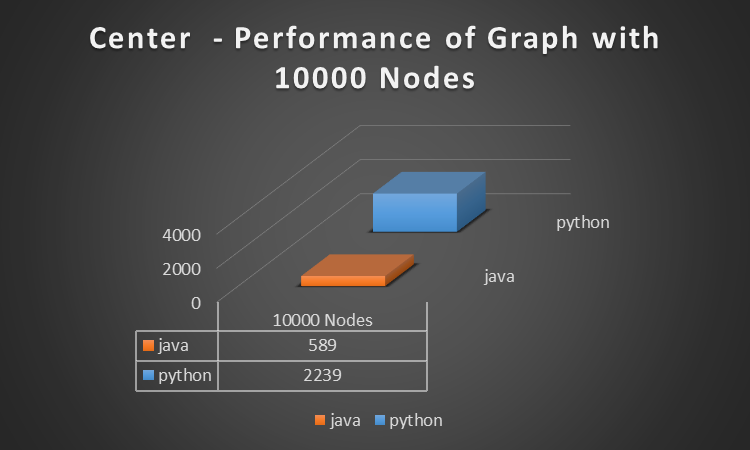 Center  - Performance of Graph with
10000 Nodes
4000
2000
0
python
java
10000 Nodes
java 589
python 2239
java python